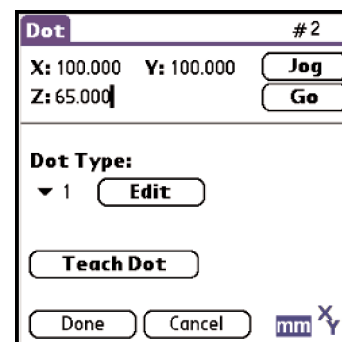 Dot #2
X: 100.000 Y: 100.000 Jog
Z: 65.000 Go
Dot Type:
1 Edit
Teach Dot
Done Cancel mm XY